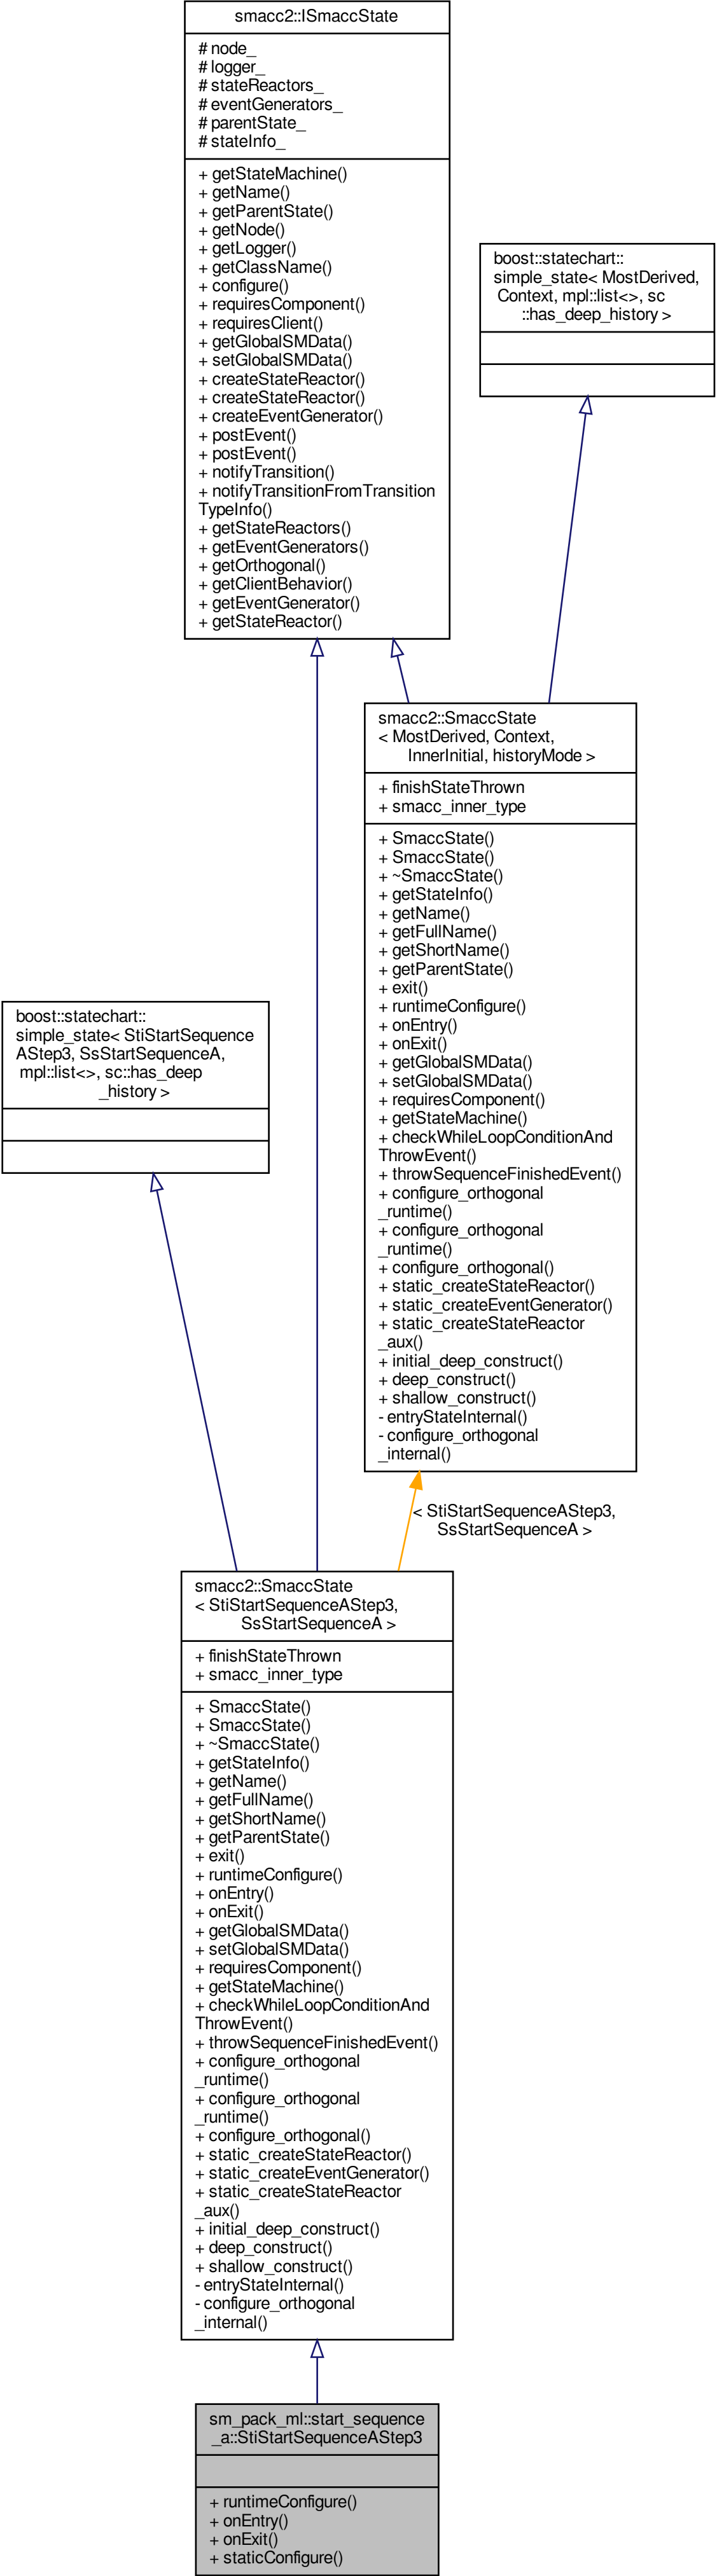 smacc2::ISmaccState
# node_
# logger_
# stateReactors_
# eventGenerators_
# parentState_
# stateInfo_
+ getStateMachine()
+ getName()
+ getParentState()
+ getNode()
+ getLogger()
+ getClassName()
+ configure()
+ requiresComponent()
+ requiresClient()
+ getGlobalSMData()
+ setGlobalSMData()
+ createStateReactor()
+ createStateReactor()
+ createEventGenerator()
+ postEvent()
+ postEvent()
+ notifyTransition()
+ notifyTransitionFromTransition
TypeInfo()
+ getStateReactors()
+ getEventGenerators()
+ getOrthogonal()
+ getClientBehavior()
+ getEventGenerator()
+ getStateReactor()
boost::statechart::
simple_state< MostDerived,
Context, mpl::list<>, sc
::has_deep_history >
smacc2::SmaccState
< MostDerived, Context,
InnerInitial, historyMode >
+ finishStateThrown
+ smacc_inner_type
+ SmaccState()
+ SmaccState()
+ ~SmaccState()
+ getStateInfo()
+ getName()
+ getFullName()
+ getShortName()
+ getParentState()
+ exit()
+ runtimeConfigure()
+ onEntry()
+ onExit()
+ getGlobalSMData()
+ setGlobalSMData()
+ requiresComponent()
+ getStateMachine()
+ checkWhileLoopConditionAnd
ThrowEvent()
+ throwSequenceFinishedEvent()
+ configure_orthogonal
_runtime()
+ configure_orthogonal
_runtime()
+ configure_orthogonal()
+ static_createStateReactor()
+ static_createEventGenerator()
+ static_createStateReactor
_aux()
+ initial_deep_construct()
+ deep_construct()
+ shallow_construct()
- entryStateInternal()
- configure_orthogonal
_internal()
boost::statechart::
simple_state< StiStartSequence
AStep3, SsStartSequenceA,
mpl::list<>, sc::has_deep
_history >
< StiStartSequenceAStep3,
SsStartSequenceA >
smacc2::SmaccState
< StiStartSequenceAStep3,
SsStartSequenceA >
+ finishStateThrown
+ smacc_inner_type
+ SmaccState()
+ SmaccState()
+ ~SmaccState()
+ getStateInfo()
+ getName()
+ getFullName()
+ getShortName()
+ getParentState()
+ exit()
+ runtimeConfigure()
+ onEntry()
+ onExit()
+ getGlobalSMData()
+ setGlobalSMData()
+ requiresComponent()
+ getStateMachine()
+ checkWhileLoopConditionAnd
ThrowEvent()
+ throwSequenceFinishedEvent()
+ configure_orthogonal
_runtime()
+ configure_orthogonal
_runtime()
+ configure_orthogonal()
+ static_createStateReactor()
+ static_createEventGenerator()
+ static_createStateReactor
_aux()
+ initial_deep_construct()
+ deep_construct()
+ shallow_construct()
- entryStateInternal()
- configure_orthogonal
_internal()
sm_pack_ml::start_sequence
_a::StiStartSequenceAStep3
+ runtimeConfigure()
+ onEntry()
+ onExit()
+ staticConfigure()